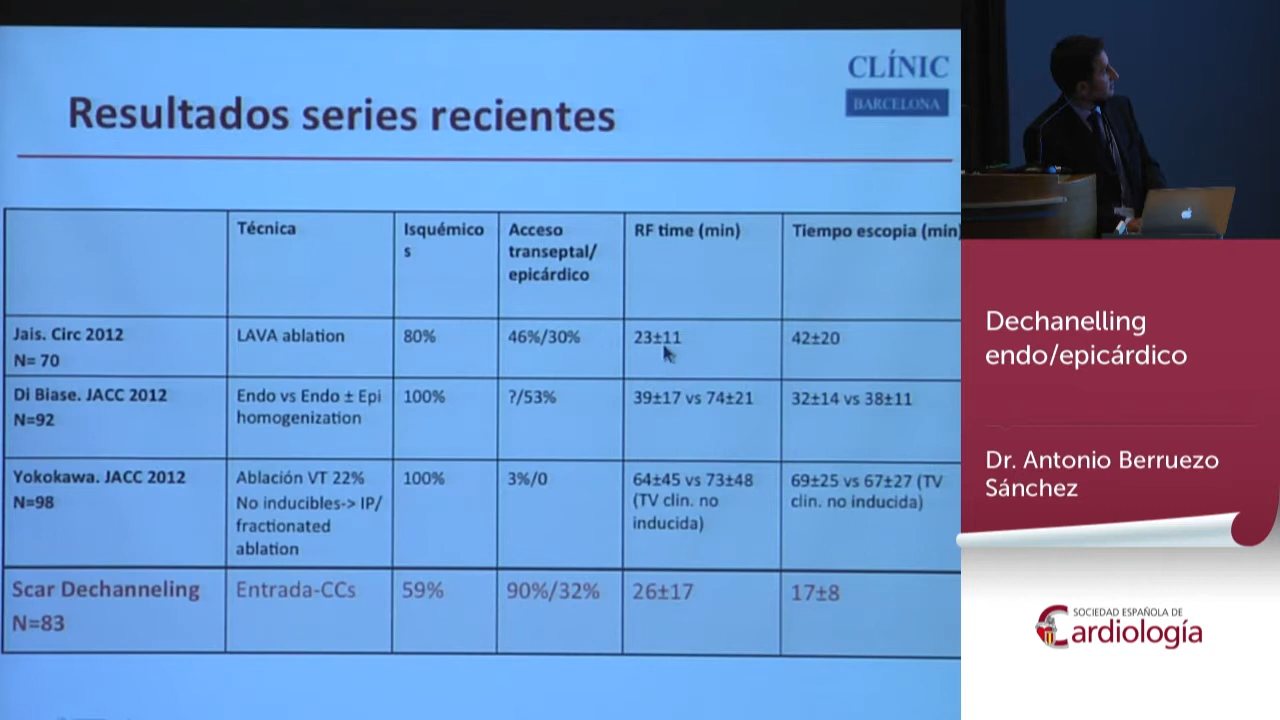 CLÍNIC
BARCELONA
Resultados series recientes
Técnica
Isquémico
s
Acceso
transeptal/
epicárdico
RF time (min)
Tiempo escopia (min)
Jais. Circ 2012
N= 70
LAVA ablation
80%
46%/30%
23±11
42±20
Di Biase. JACC 2012
N=92
Endo vs Endo ± Epi
homogenization
100%
?/53%
39±17 vs 74±21
32±14 vs 38±11
Yokokawa. JACC 2012
N=98
Ablación VT 22%
No inducibles-> IP/
fractionated
ablation
100%
3%/0
64±45 vs 73±48
(TV clin. no
inducida)
69±25 vs 67±27 (TV
clin. no inducida)
Scar Dechanneling
N=83
Entrada-CCs
59%
90%/32%
26±17
17±8
Dechanelling
endo/epicárdico
Dr. Antonio Berruezo
Sánchez
SOCIEDAD ESPAÑOLA DE
Cardiología